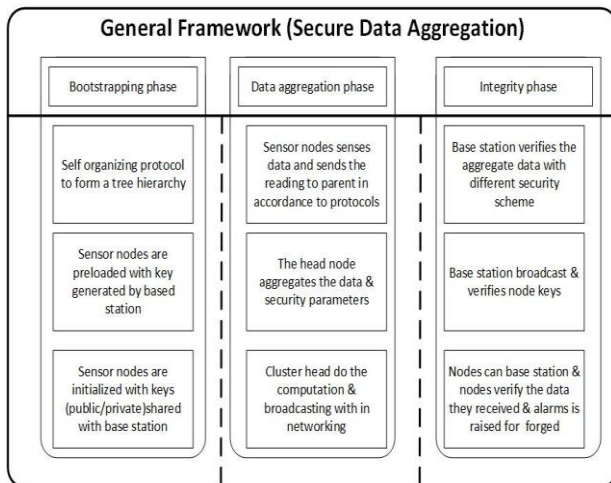 General Framework (Secure Data Aggregation)
Bootstrapping phase
Self organizing protocol
to form a tree hierarchy
Sensor nodes are
preloaded with key
generated by based
station
Sensor nodes are
initialized with keys
(public/private)shared
with base station
Data aggregation phase
Sensor nodes senses
data and sends the
reading to parent in
accordance to protocols
The head node
aggregates the data &
security parameters
Cluster head do the
computation &
broadcasting with in
networking
Integrity phase
Base station verifies the
aggregate data with
different security
scheme
Base station broadcast &
verifies node keys
Nodes can base station &
nodes verify the data
they received & alarms is
raised for forged